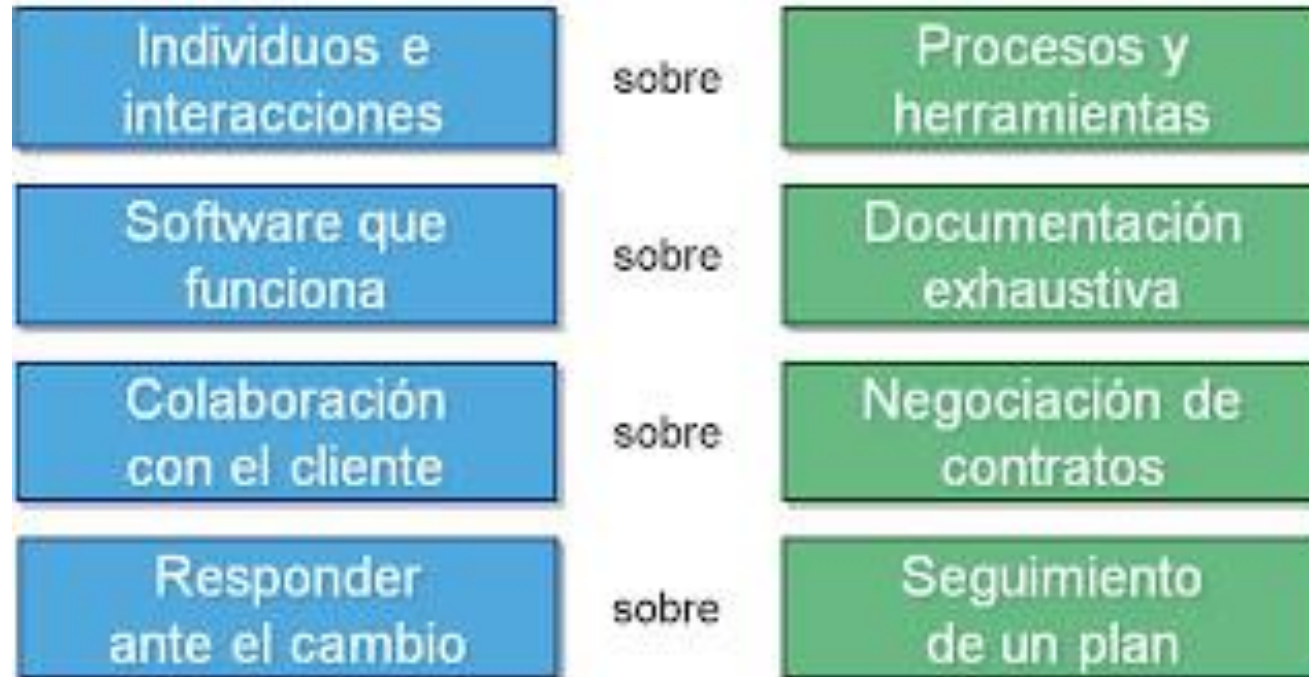 Individuos e
interacciones
sobre
Procesos y
herramientas
Software que
funciona
sobre
Documentación
exhaustiva
Colaboración
con el cliente
sobre
Negociación de
contratos
Responder
ante el cambio
sobre
Seguimiento
de un plan